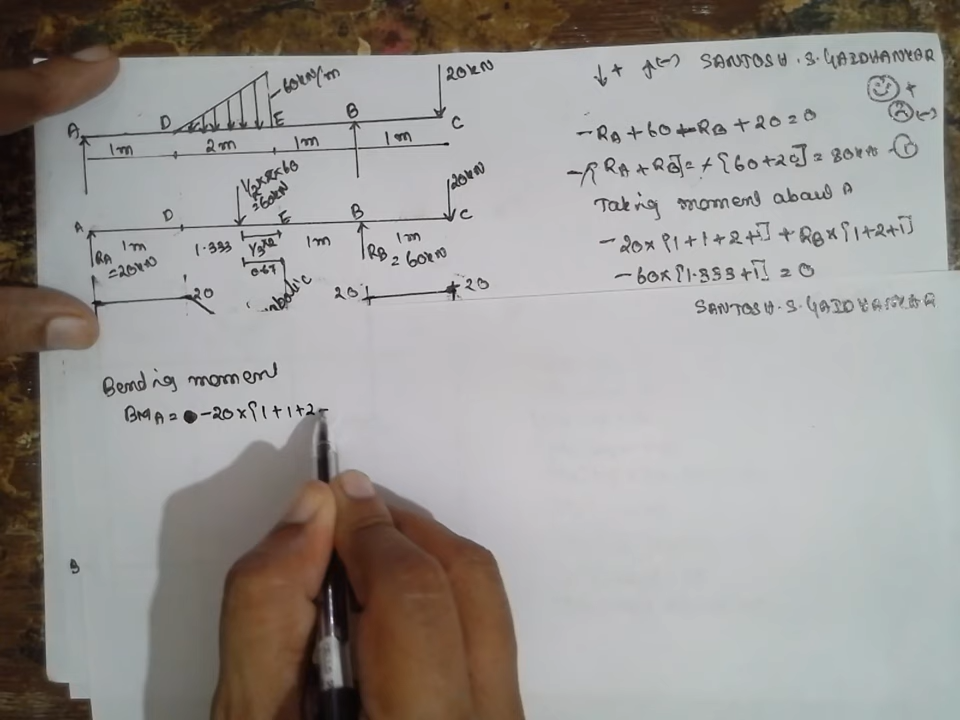 ↓+ ↑(-) SANTOSH.S.GAIDHANKAR
60kN/m
20kN
A D E B C
1m 2m 1m 1m
+
(-)
-RA+60-RB+20=0
-[RA+RB]=-[60+20]=80kN -①
Taking moment about A
-20×[1+1+2+1]+RB×[1+2+1]
-60×[1.333+1]=0
1/2×2×60
=60kN
20kN
A D E B C
1m 1.333 1/3×2 1m 1m
0.67
RA
=20kN
RB
=60kN
20 20 20
SANTOSH.S.GAIDHANKAR
Bending moment
BMA = -20×[1+1+2
B